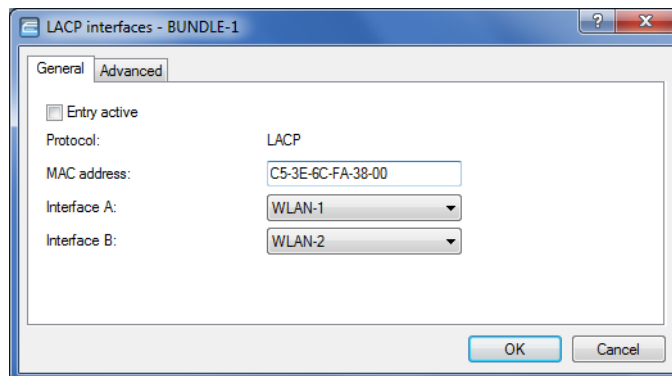 LACP interfaces - BUNDLE-1
? X
General Advanced
Entry active
Protocol: LACP
MAC address: C5-3E-6C-FA-38-00
Interface A: WLAN-1
Interface B: WLAN-2
OK Cancel